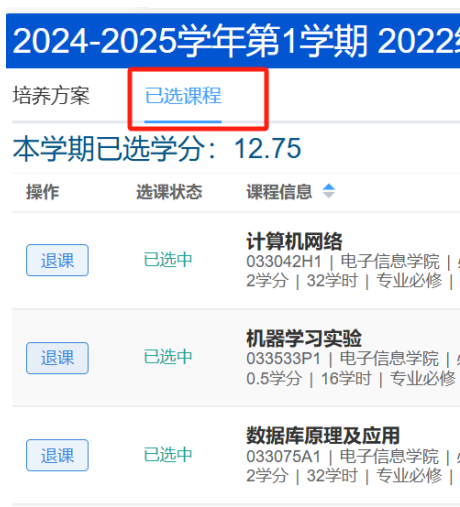 2024-2025学年第1学期 2022
培养方案 已选课程
本学期已选学分： 12.75
操作 选课状态 课程信息
计算机网络
退课 已选中 033042H1 | 电子信息学院 |
2学分 | 32学时 | 专业必修 |
机器学习实验
退课 已选中 033533P1 | 电子信息学院 |
0.5学分 | 16学时 | 专业必修
数据库原理及应用
退课 已选中 033075A1 | 电子信息学院 |
2学分 | 32学时 | 专业必修 |